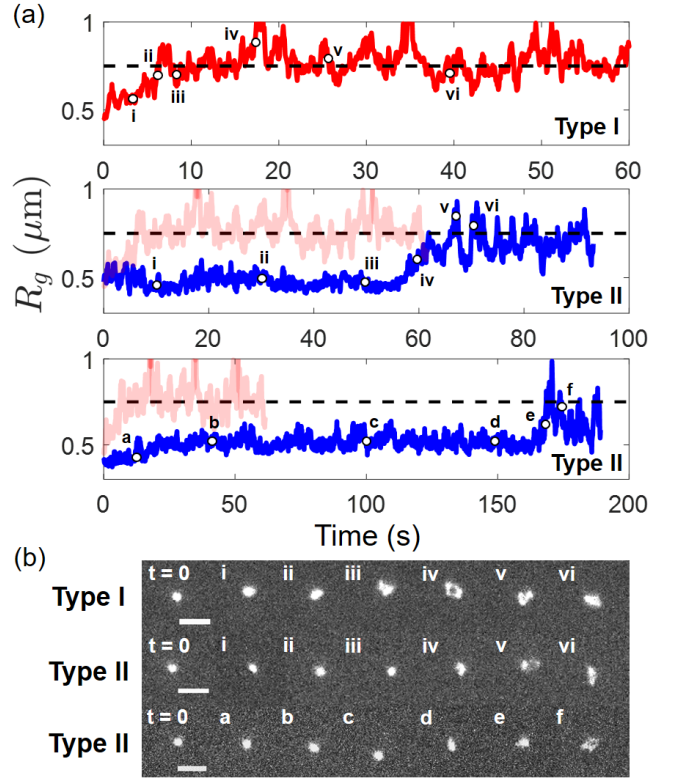 (a)
1
0.5
iv
ii
v
i
iii
vi
Type I
0 10 20 30 40 50 60
R_g (μm)
1
0.5
i
ii
iii
iv
v
vi
Type II
0 20 40 60 80 100
1
0.5
a
b
c
d
e
f
Type II
0 50 100 150 200
Time (s)
(b)
Type I
t = 0 i ii iii iv v vi
Type II
t = 0 i ii iii iv v vi
Type II
t = 0 a b c d e f